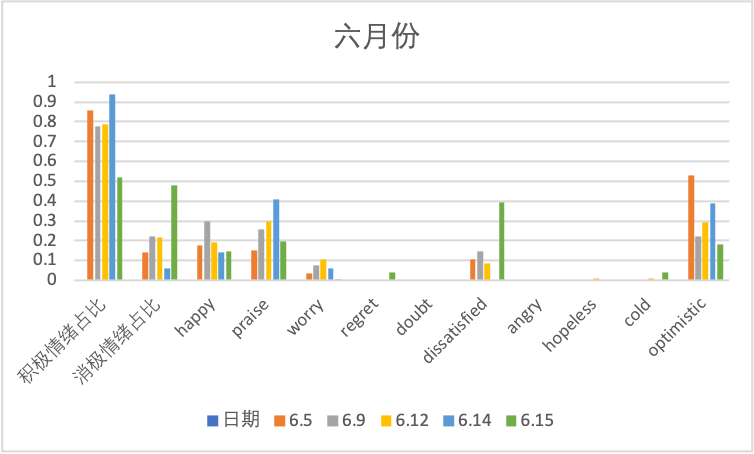 六月份
1
0.9
0.8
0.7
0.6
0.5
0.4
0.3
0.2
0.1
0
积极情绪占比
消极情绪占比
happy
praise
worry
regret
doubt
dissatisfied
angry
hopeless
cold
optimistic
日期 6.5 6.9 6.12 6.14 6.15